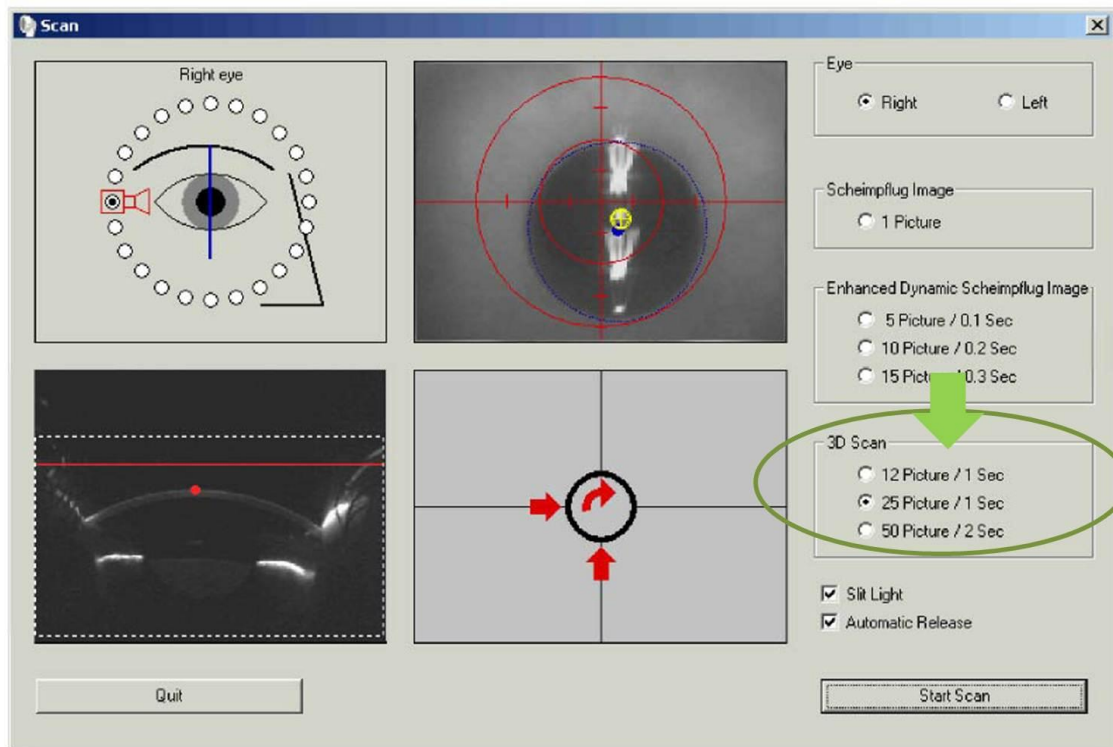 Scan
Right eye
Eye
Right
Left
Scheimpflug Image
1 Picture
Enhanced Dynamic Scheimpflug Image
5 Picture / 0.1 Sec
10 Picture / 0.2 Sec
15 Pictu / 0.3 Sec
3D Scan
12 Picture / 1 Sec
25 Picture / 1 Sec
50 Picture / 2 Sec
Slit Light
Automatic Release
Quit
Start Scan